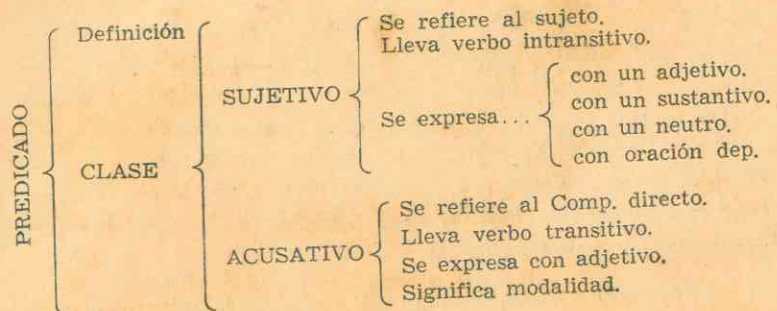 PREDICADO
Definición
CLASE
SUJETIVO
Se refiere al sujeto.
Lleva verbo intransitivo.
Se expresa...
con un adjetivo.
con un sustantivo.
con un neutro.
con oración dep.
ACUSATIVO
Se refiere al Comp. directo.
Lleva verbo transitivo.
Se expresa con adjetivo.
Significa modalidad.